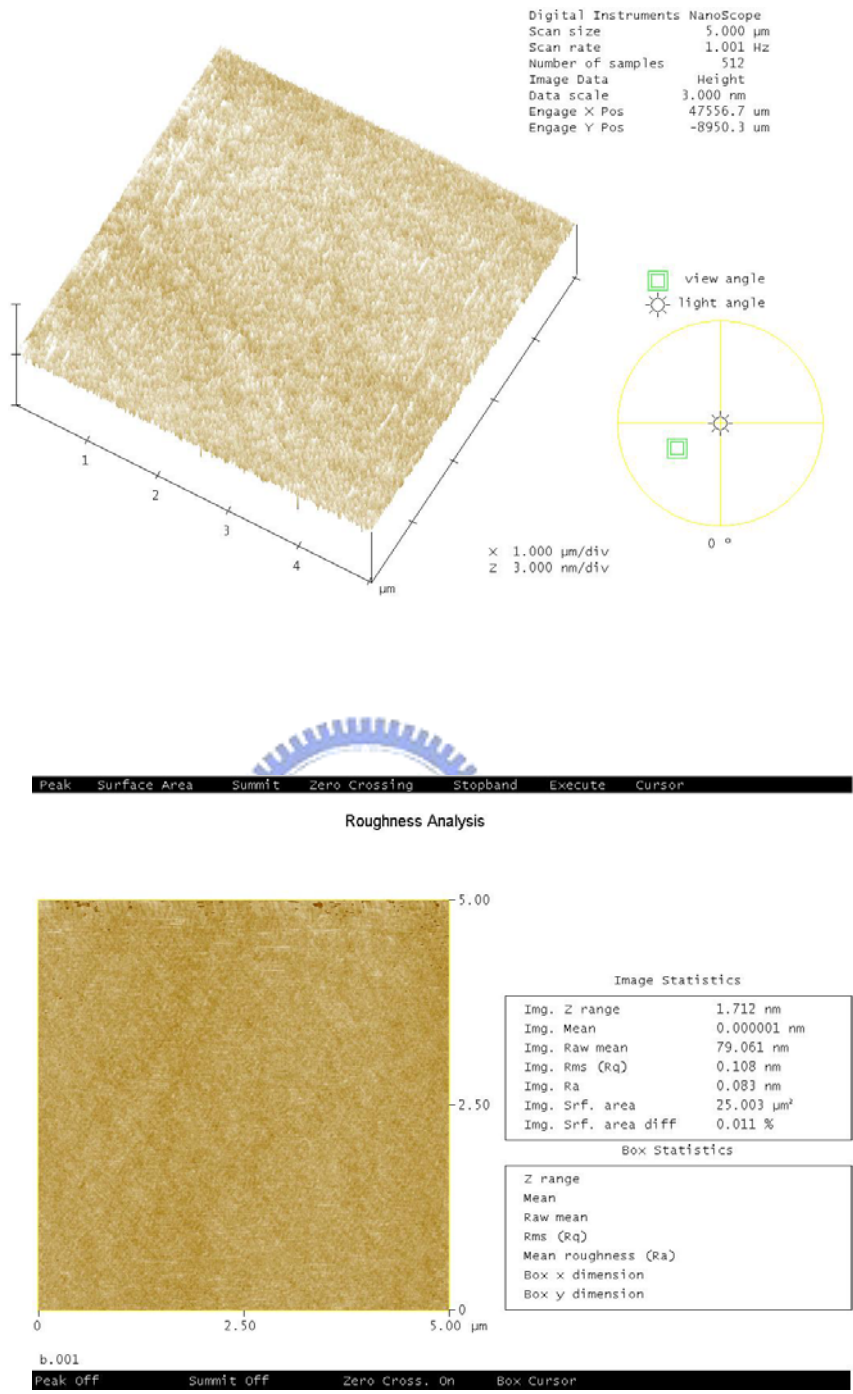 Digital Instruments NanoScope
Scan size 5.000 µm
Scan rate 1.001 Hz
Number of samples 512
Image Data Height
Data scale 3.000 nm
Engage X Pos 47556.7 um
Engage Y Pos -8950.3 um
view angle
light angle
0 º
1
2
3
4
µm
X 1.000 µm/div
Z 3.000 nm/div
Peak Surface Area Summit Zero Crossing Stopband Execute Cursor
Roughness Analysis
5.00
2.50
0
0 2.50 5.00 µm
Image Statistics
Img. Z range 1.712 nm
Img. Mean 0.000001 nm
Img. Raw mean 79.061 nm
Img. Rms (Rq) 0.108 nm
Img. Ra 0.083 nm
Img. Srf. area 25.003 µm²
Img. Srf. area diff 0.011 %
Box Statistics
Z range
Mean
Raw mean
Rms (Rq)
Mean roughness (Ra)
Box x dimension
Box y dimension
b.001
Peak Off Summit Off Zero Cross. On Box Cursor